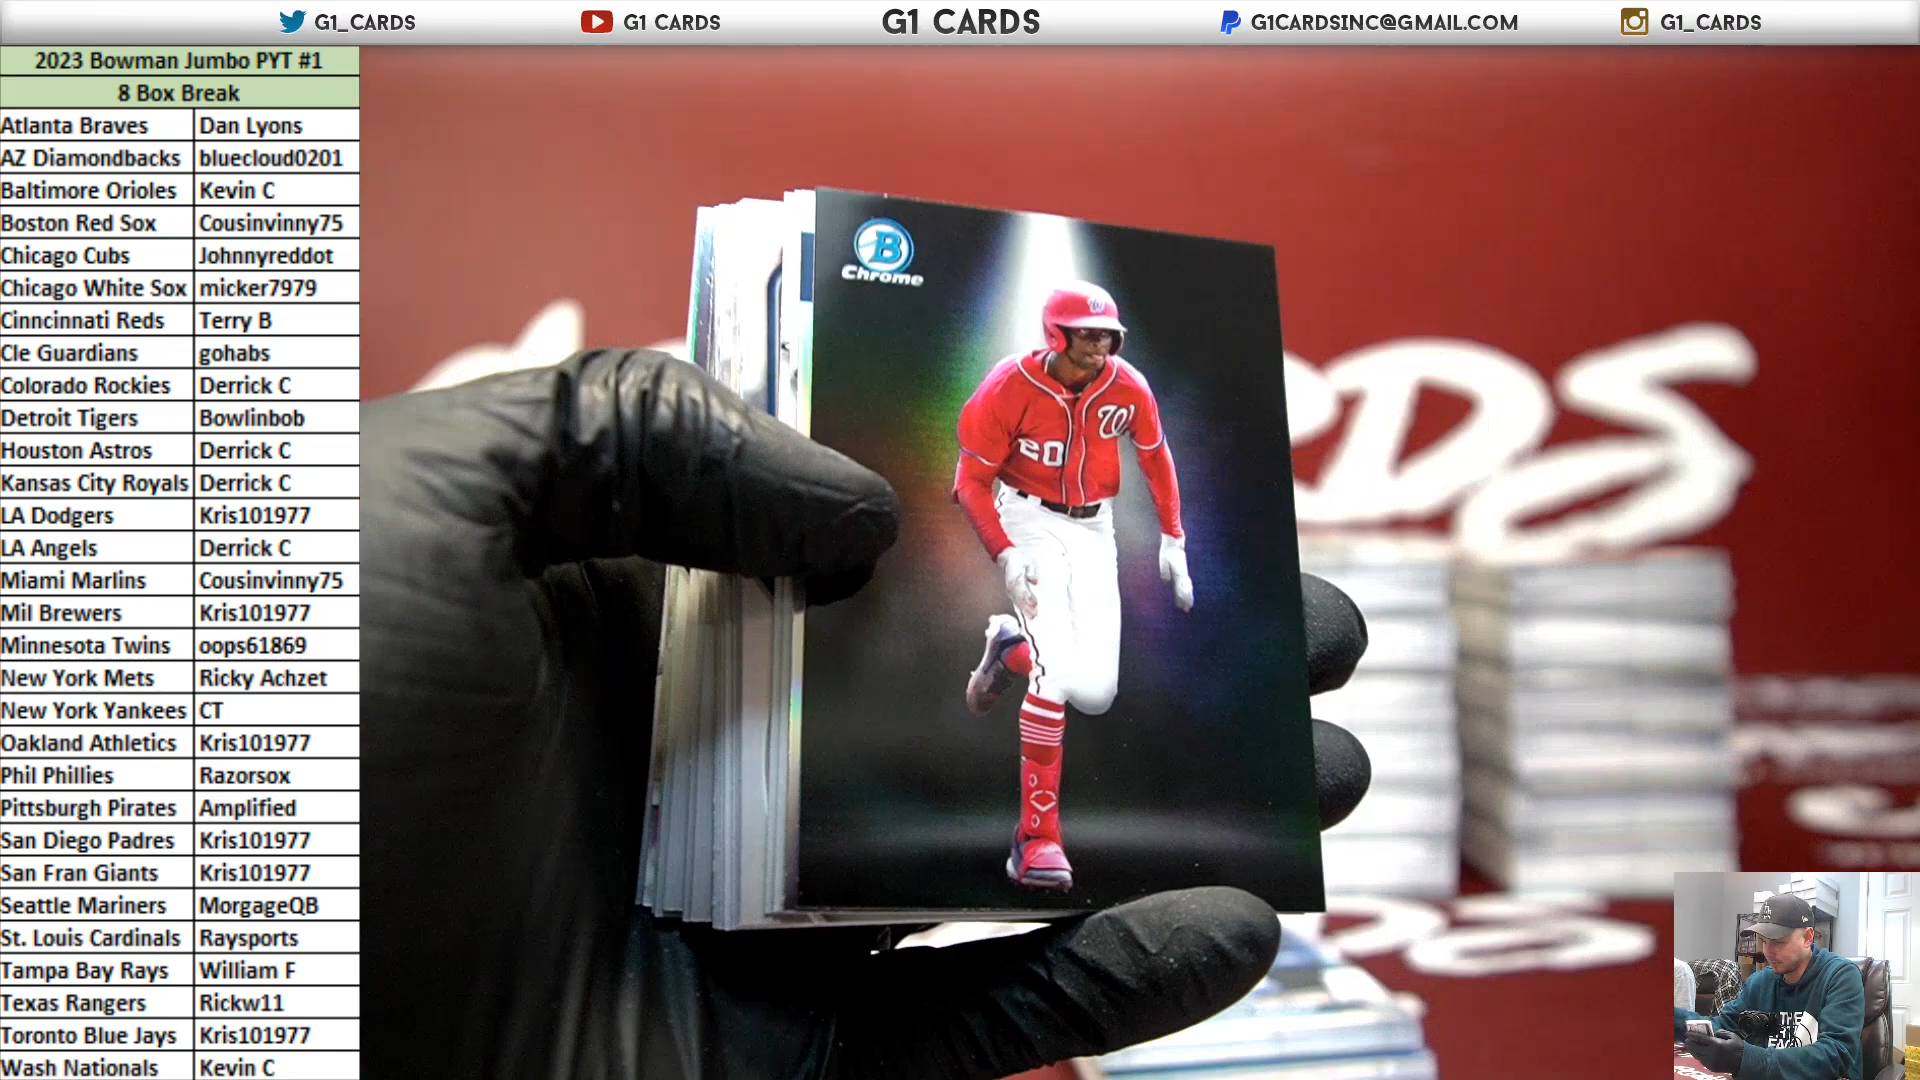 G1_CARDS
G1 CARDS
G1 CARDS
G1CARDSINC@GMAIL.COM
G1_CARDS
2023 Bowman Jumbo PYT #1
8 Box Break
Atlanta Braves Dan Lyons
AZ Diamondbacks bluecloud0201
Baltimore Orioles Kevin C
Boston Red Sox Cousinvinny75
Chicago Cubs Johnnyreddot
Chicago White Sox micker7979
Cinncinnati Reds Terry B
Cle Guardians gohabs
Colorado Rockies Derrick C
Detroit Tigers Bowlinbob
Houston Astros Derrick C
Kansas City Royals Derrick C
LA Dodgers Kris101977
LA Angels Derrick C
Miami Marlins Cousinvinny75
Mil Brewers Kris101977
Minnesota Twins oops61869
New York Mets Ricky Achzet
New York Yankees CT
Oakland Athletics Kris101977
Phil Phillies Razorsox
Pittsburgh Pirates Amplified
San Diego Padres Kris101977
San Fran Giants Kris101977
Seattle Mariners MorgageQB
St. Louis Cardinals Raysports
Tampa Bay Rays William F
Texas Rangers Rickw11
Toronto Blue Jays Kris101977
Wash Nationals Kevin C
B
Chrome
W
20
THE